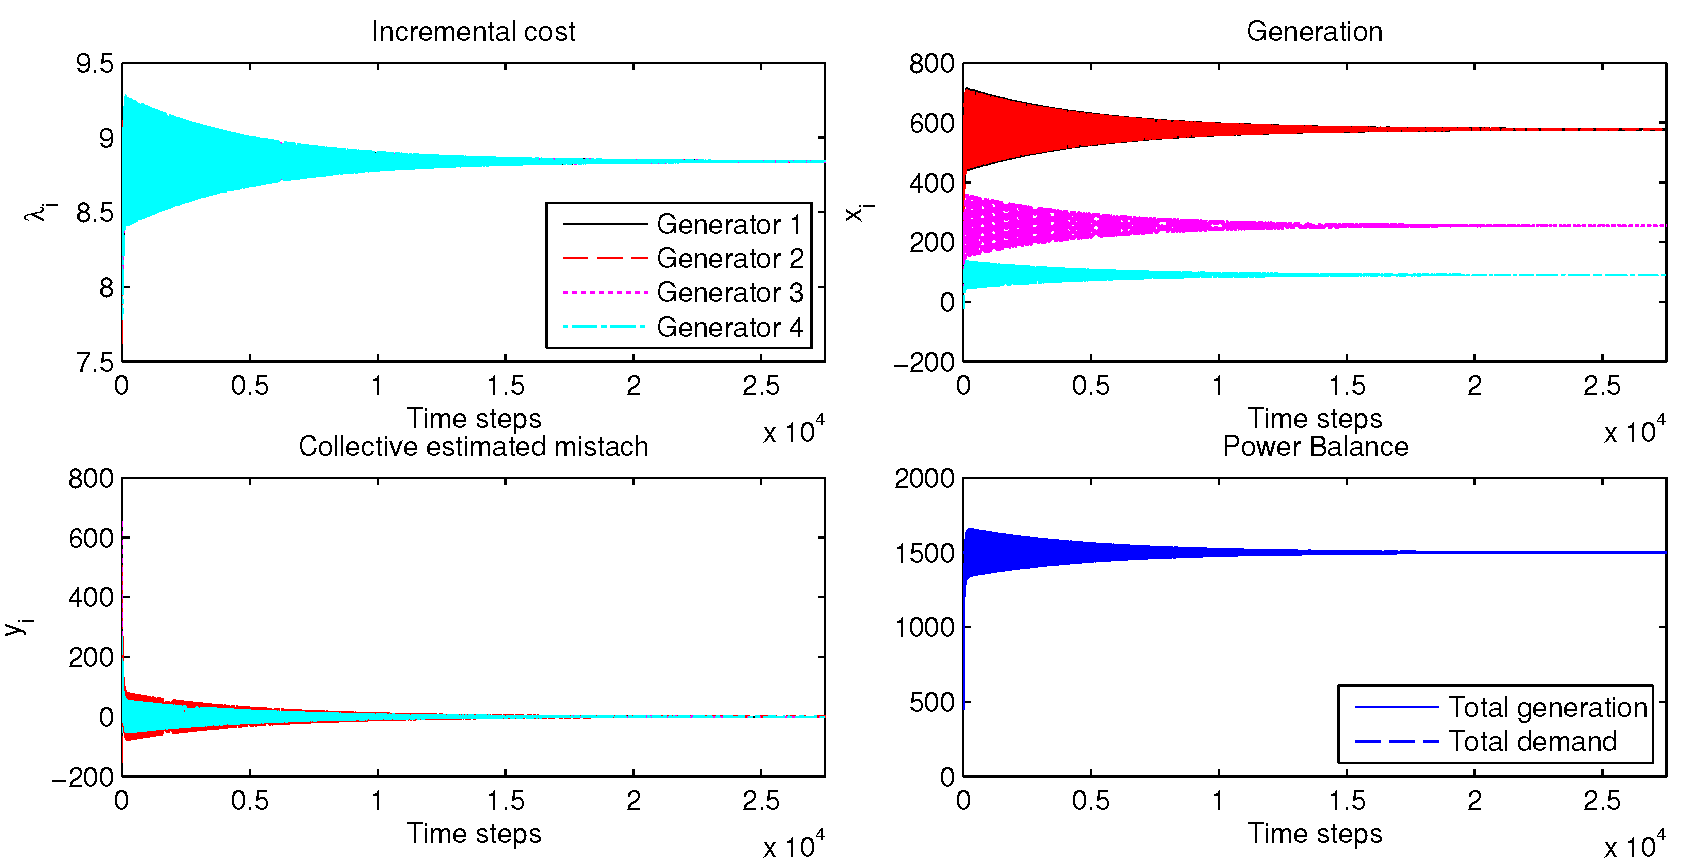 Incremental cost
9.5
9
8.5
8
7.5
λi
Generator 1
Generator 2
Generator 3
Generator 4
0 0.5 1 1.5 2 2.5
Time steps
x 10^4
Generation
800
600
400
200
0
−200
xi
0 0.5 1 1.5 2 2.5
Time steps
x 10^4
Collective estimated mistach
800
600
400
200
0
−200
yi
0 0.5 1 1.5 2 2.5
Time steps
x 10^4
Power Balance
2000
1500
1000
500
0
Total generation
Total demand
0 0.5 1 1.5 2 2.5
Time steps
x 10^4